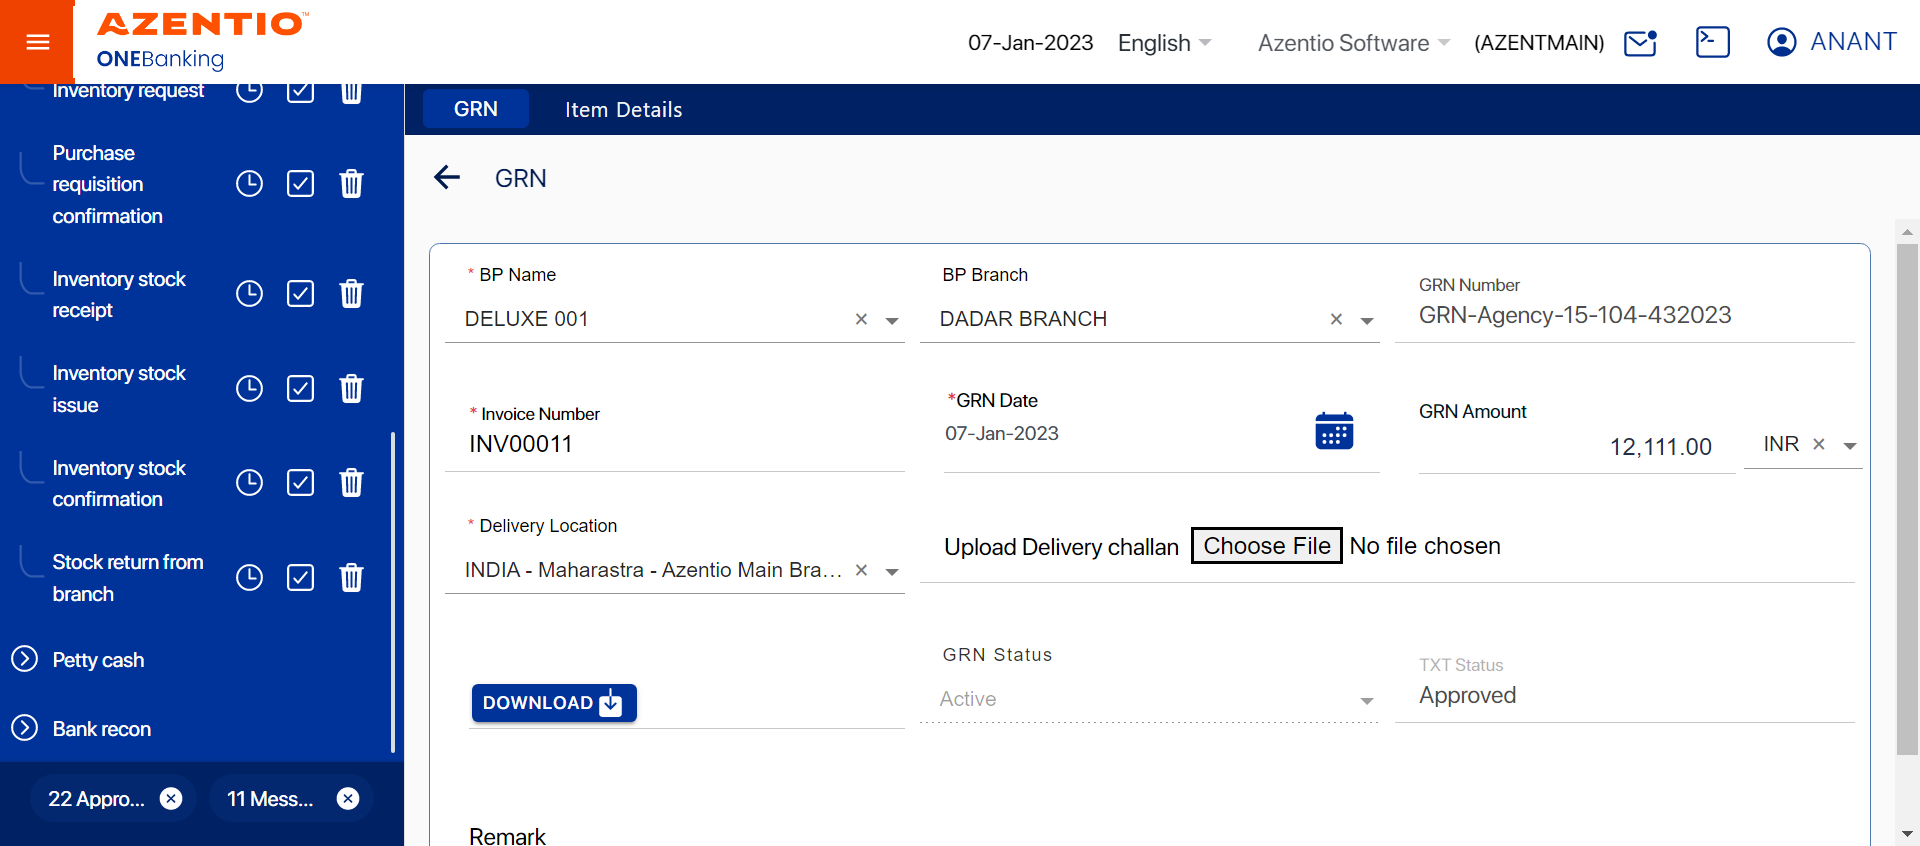 AZENTIO™
ONEBanking
07-Jan-2023
English
Azentio Software
(AZENTMAIN)
ANANT
Inventory request
Purchase
requisition
confirmation
Inventory stock
receipt
Inventory stock
issue
Inventory stock
confirmation
Stock return from
branch
Petty cash
Bank recon
22 Appro...
11 Mess...
GRN
Item Details
GRN
* BP Name
DELUXE 001
BP Branch
DADAR BRANCH
GRN Number
GRN-Agency-15-104-432023
* Invoice Number
INV00011
*GRN Date
07-Jan-2023
GRN Amount
12,111.00
INR
* Delivery Location
INDIA - Maharastra - Azentio Main Bra...
Upload Delivery challan Choose File No file chosen
DOWNLOAD
GRN Status
Active
TXT Status
Approved
Remark